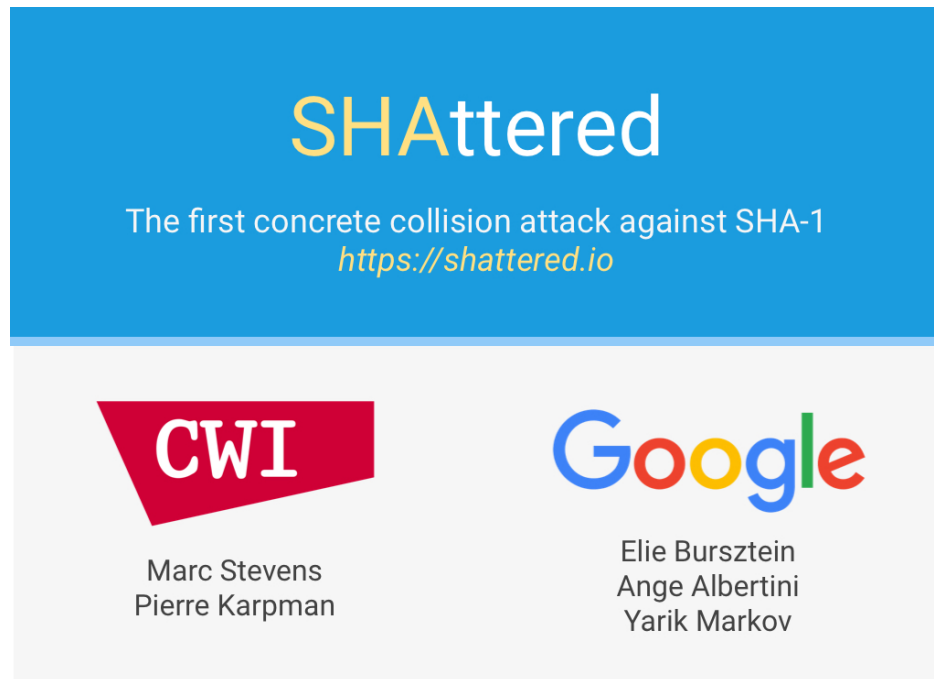 SHAttered
The first concrete collision attack against SHA-1
https://shattered.io
CWI
Marc Stevens
Pierre Karpman
Google
Elie Bursztein
Ange Albertini
Yarik Markov